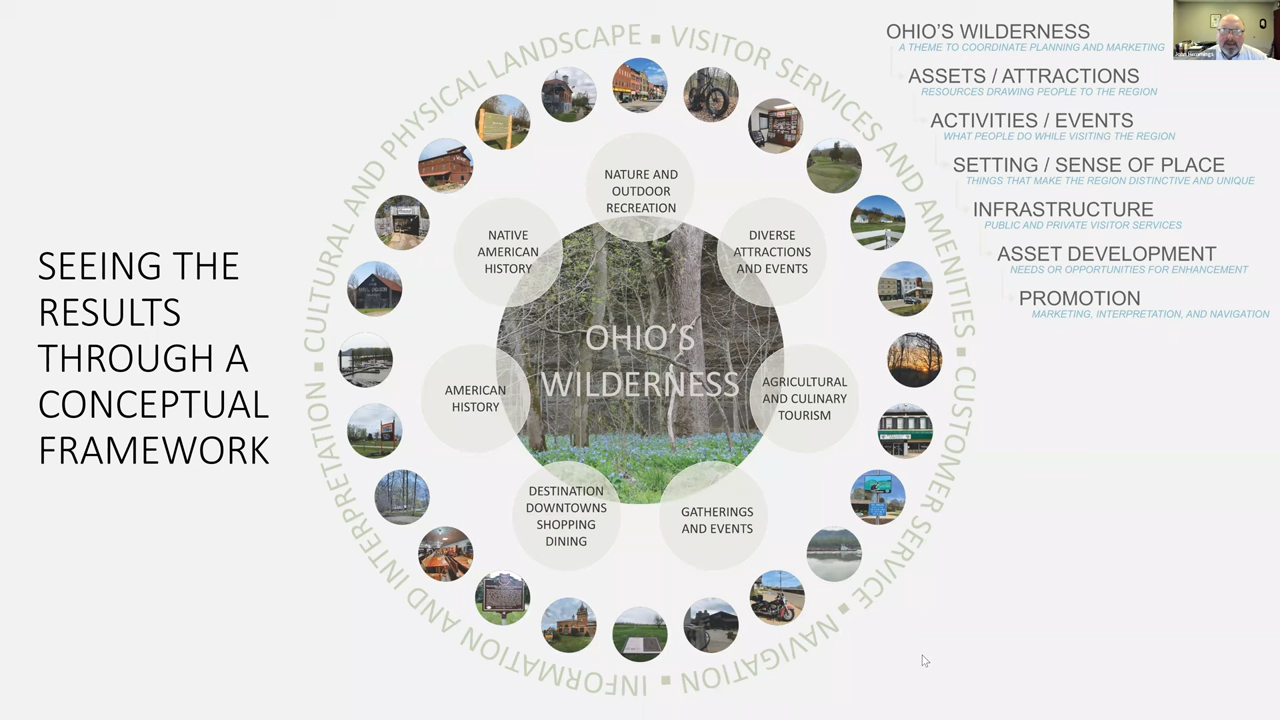 SEEING THE
RESULTS
THROUGH A
CONCEPTUAL
FRAMEWORK
CULTURAL AND PHYSICAL LANDSCAPE ▪ VISITOR SERVICES AND AMENITIES ▪ CUSTOMER SERVICE ▪ NAVIGATION ▪ INFORMATION AND INTERPRETATION ▪
NATURE AND
OUTDOOR
RECREATION
DIVERSE
ATTRACTIONS
AND EVENTS
AGRICULTURAL
AND CULINARY
TOURISM
GATHERINGS
AND EVENTS
DESTINATION
DOWNTOWNS
SHOPPING
DINING
AMERICAN
HISTORY
NATIVE
AMERICAN
HISTORY
OHIO'S
WILDERNESS
OHIO'S WILDERNESS
A THEME TO COORDINATE PLANNING AND MARKETING
ASSETS / ATTRACTIONS
RESOURCES DRAWING PEOPLE TO THE REGION
ACTIVITIES / EVENTS
WHAT PEOPLE DO WHILE VISITING THE REGION
SETTING / SENSE OF PLACE
THINGS THAT MAKE THE REGION DISTINCTIVE AND UNIQUE
INFRASTRUCTURE
PUBLIC AND PRIVATE VISITOR SERVICES
ASSET DEVELOPMENT
NEEDS OR OPPORTUNITIES FOR ENHANCEMENT
PROMOTION
MARKETING, INTERPRETATION, AND NAVIGATION
John Hemmings